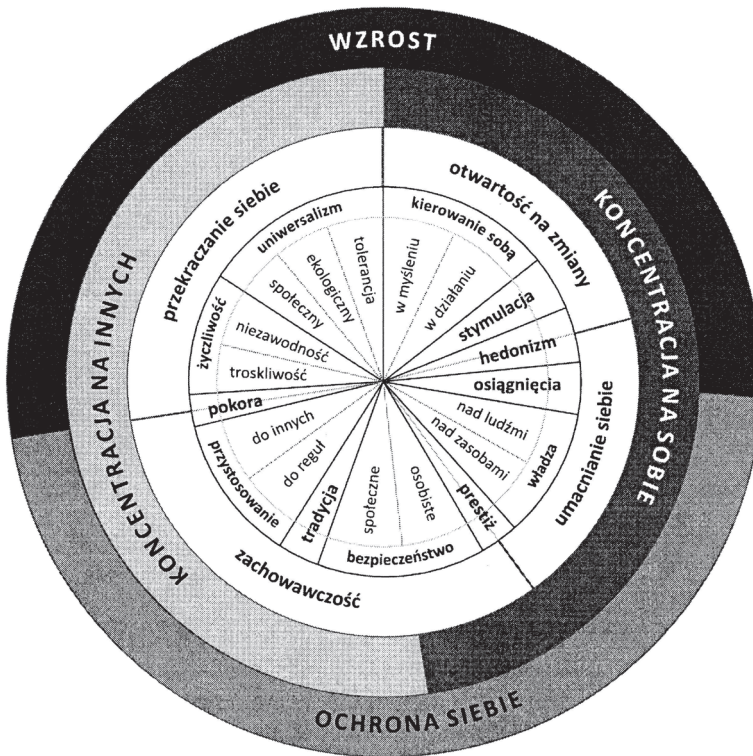 WZROST
KONCENTRACJA NA SOBIE
OCHRONA SIEBIE
KONCENTRACJA NA INNYCH
otwartość na zmiany
umacnianie siebie
zachowawczość
przekraczanie siebie
kierowanie sobą
w myśleniu
w działaniu
stymulacja
hedonizm
osiągnięcia
władza
nad ludźmi
nad zasobami
prestiż
bezpieczeństwo
osobiste
społeczne
tradycja
przystosowanie
do reguł
do innych
pokora
życzliwość
troskliwość
niezawodność
uniwersalizm
społeczny
ekologiczny
tolerancja